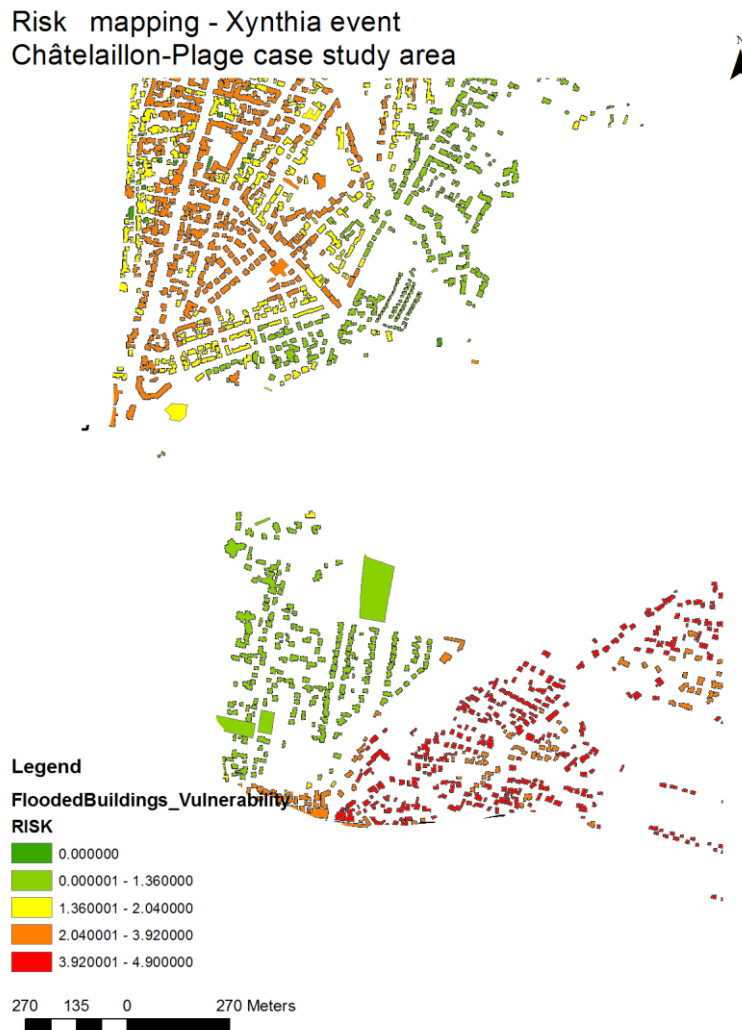 Risk mapping - Xynthia event
Châtelaillon-Plage case study area
N
Legend
FloodedBuildings_Vulnerability
RISK
0.000000
0.000001 - 1.360000
1.360001 - 2.040000
2.040001 - 3.920000
3.920001 - 4.900000
270 135 0 270 Meters